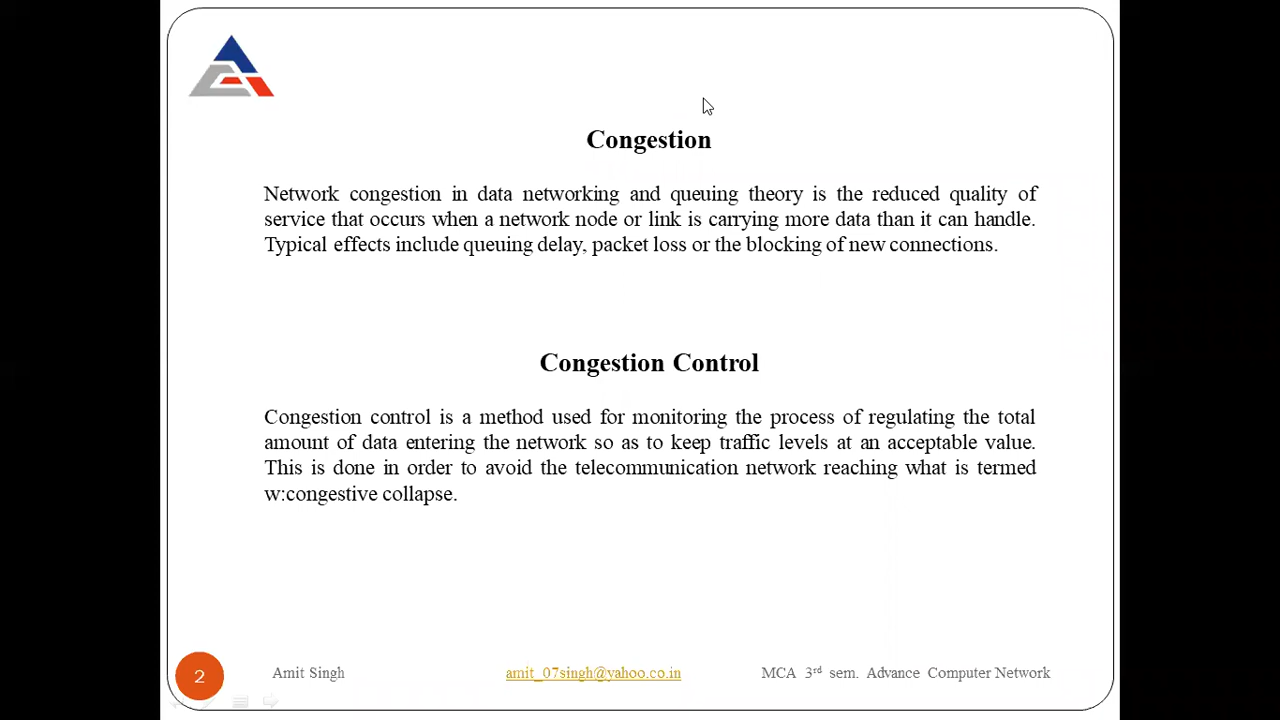 Congestion
Network congestion in data networking and queuing theory is the reduced quality of
service that occurs when a network node or link is carrying more data than it can handle.
Typical effects include queuing delay, packet loss or the blocking of new connections.
Congestion Control
Congestion control is a method used for monitoring the process of regulating the total
amount of data entering the network so as to keep traffic levels at an acceptable value.
This is done in order to avoid the telecommunication network reaching what is termed
w:congestive collapse.
2 Amit Singh amit_07singh@yahoo.co.in MCA 3rd sem. Advance Computer Network